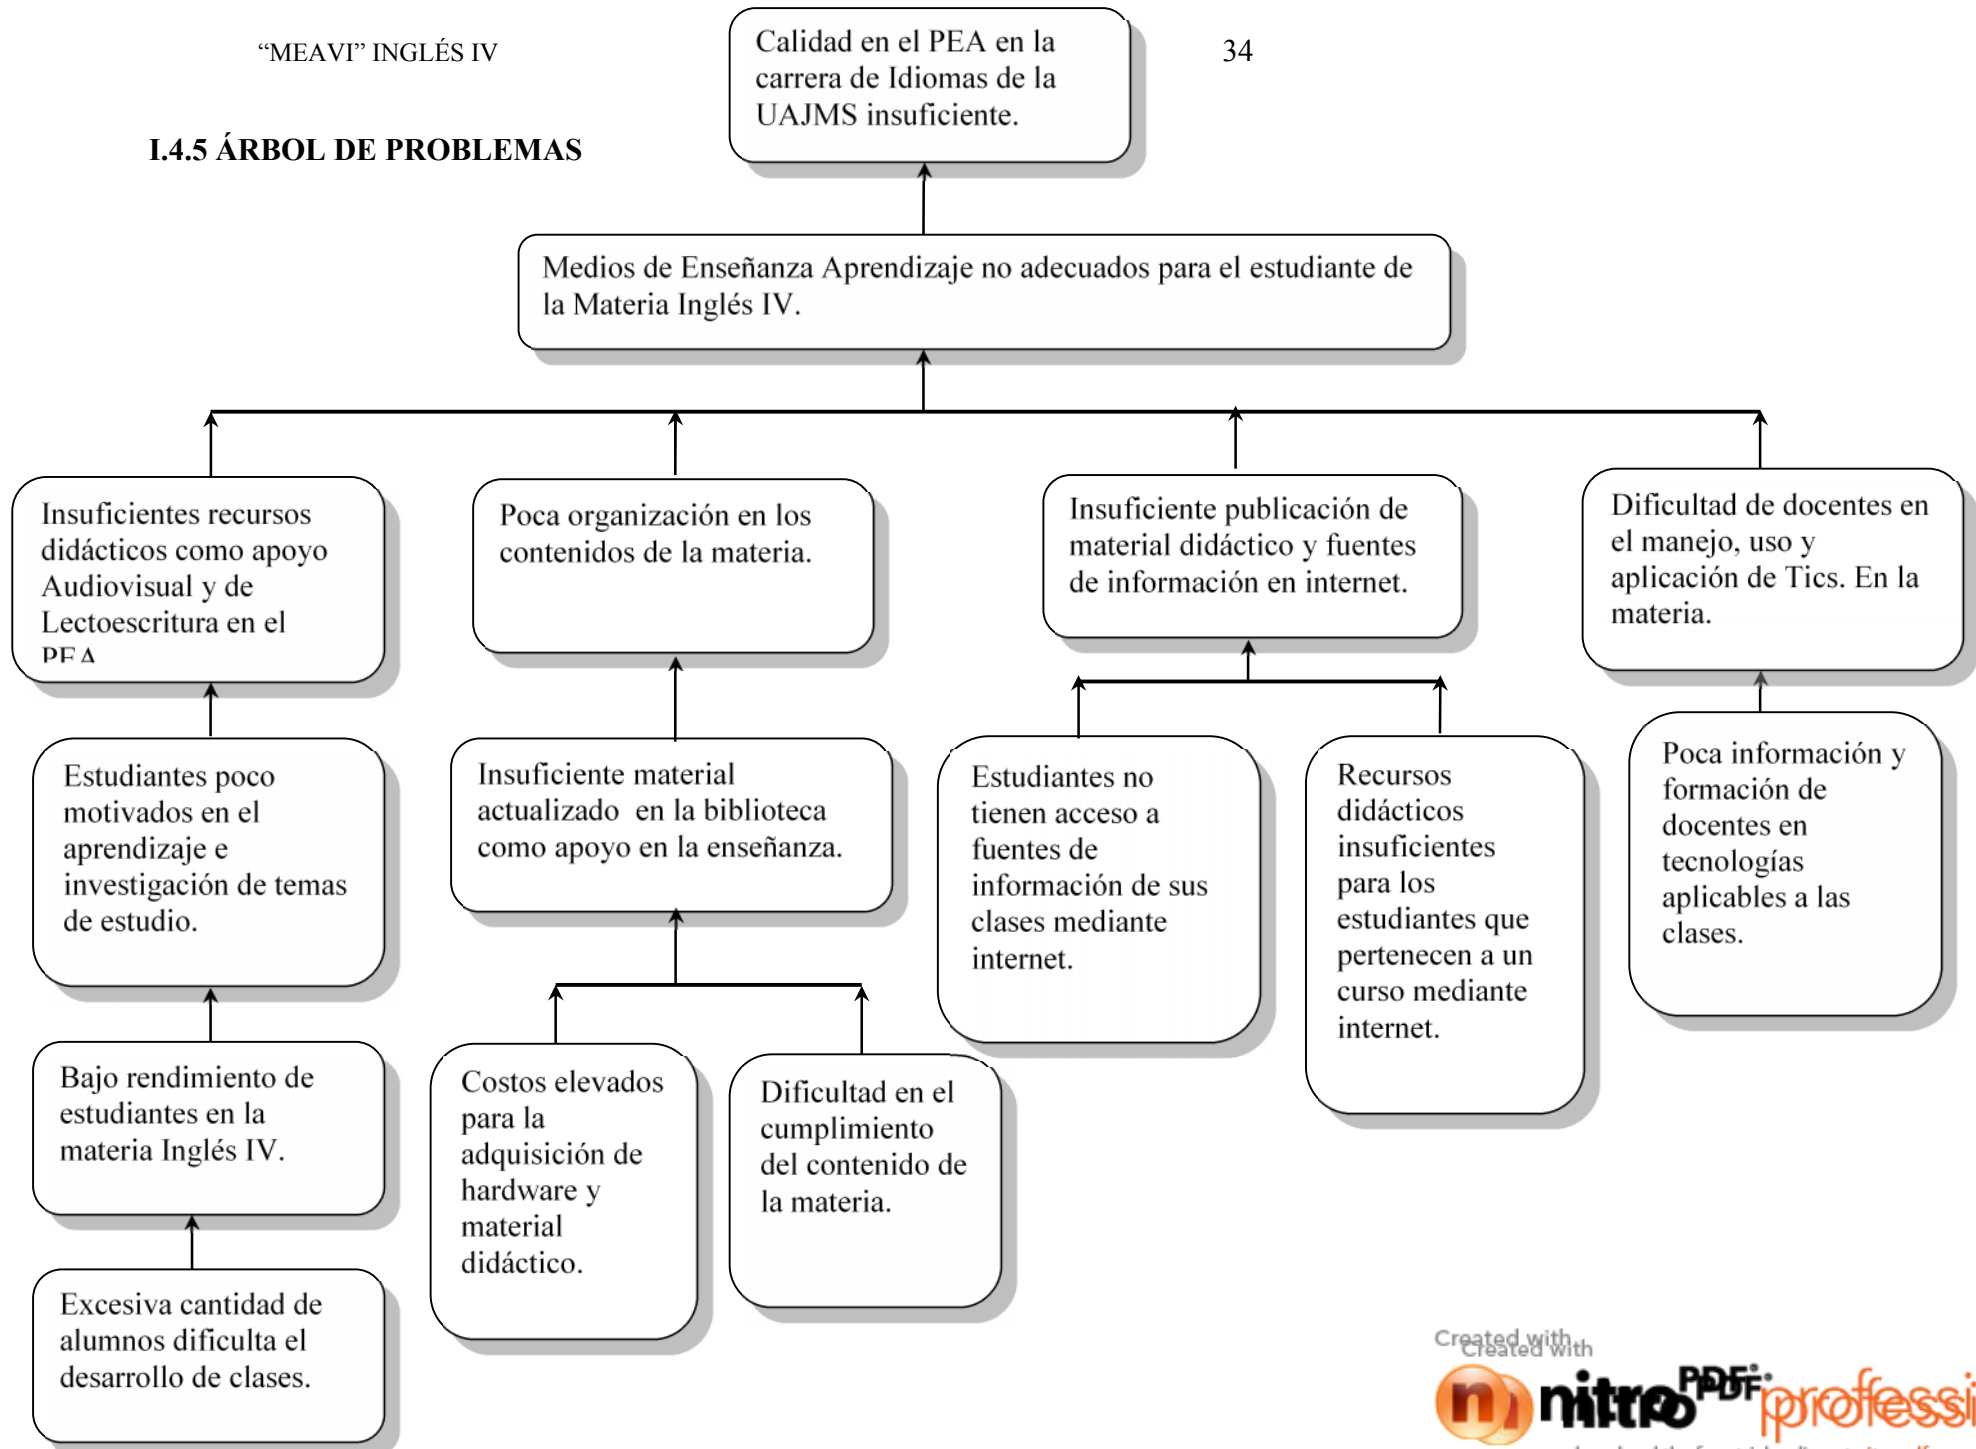 “MEAVI” INGLÉS IV
34
Calidad en el PEA en la
carrera de Idiomas de la
UAJMS insuficiente.
I.4.5 ÁRBOL DE PROBLEMAS
Medios de Enseñanza Aprendizaje no adecuados para el estudiante de
la Materia Inglés IV.
Insuficientes recursos
didácticos como apoyo
Audiovisual y de
Lectoescritura en el
PEA
Poca organización en los
contenidos de la materia.
Insuficiente publicación de
material didáctico y fuentes
de información en internet.
Dificultad de docentes en
el manejo, uso y
aplicación de Tics. En la
materia.
Estudiantes poco
motivados en el
aprendizaje e
investigación de temas
de estudio.
Insuficiente material
actualizado en la biblioteca
como apoyo en la enseñanza.
Estudiantes no
tienen acceso a
fuentes de
información de sus
clases mediante
internet.
Recursos
didácticos
insuficientes
para los
estudiantes que
pertenecen a un
curso mediante
internet.
Poca información y
formación de
docentes en
tecnologías
aplicables a las
clases.
Bajo rendimiento de
estudiantes en la
materia Inglés IV.
Costos elevados
para la
adquisición de
hardware y
material
didáctico.
Dificultad en el
cumplimiento
del contenido de
la materia.
Excesiva cantidad de
alumnos dificulta el
desarrollo de clases.
Created with
Created with
nitro PDF professi